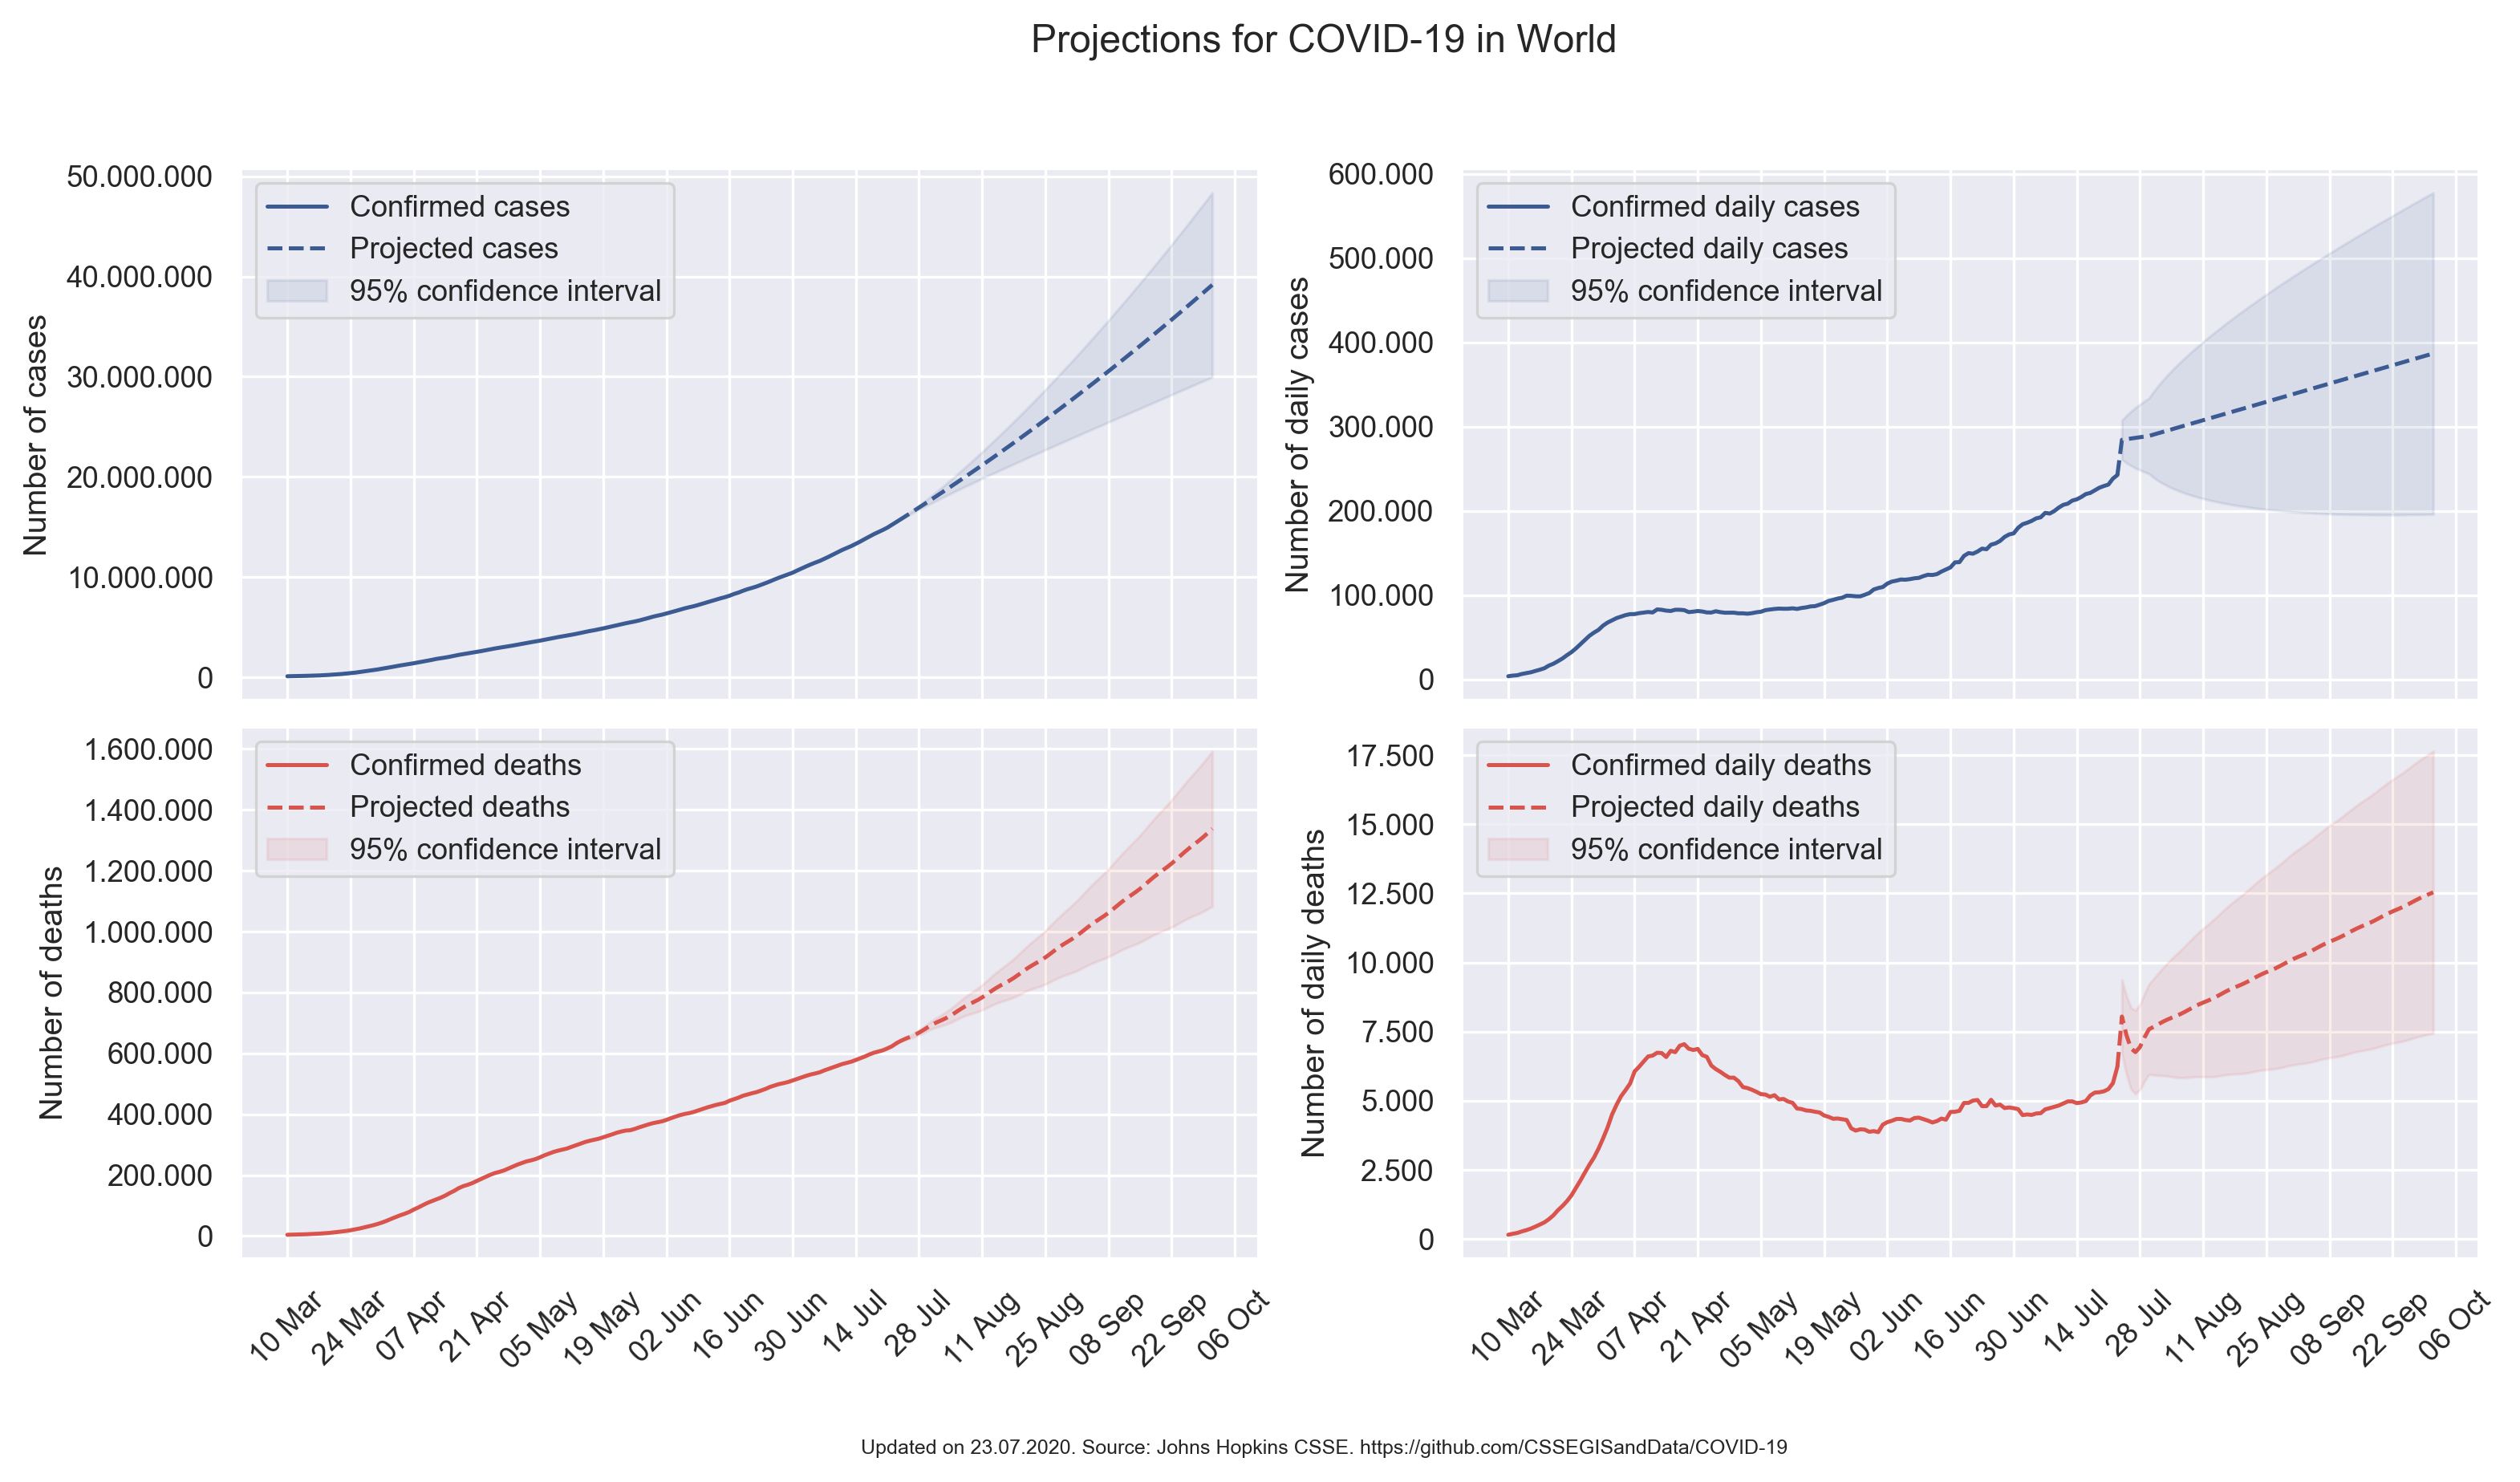 Projections for COVID-19 in World
50.000.000
40.000.000
30.000.000
20.000.000
10.000.000
0
Number of cases
Confirmed cases
Projected cases
95% confidence interval
600.000
500.000
400.000
300.000
200.000
100.000
0
Number of daily cases
Confirmed daily cases
Projected daily cases
95% confidence interval
1.600.000
1.400.000
1.200.000
1.000.000
800.000
600.000
400.000
200.000
0
Number of deaths
Confirmed deaths
Projected deaths
95% confidence interval
10 Mar
24 Mar
07 Apr
21 Apr
05 May
19 May
02 Jun
16 Jun
30 Jun
14 Jul
28 Jul
11 Aug
25 Aug
08 Sep
22 Sep
06 Oct
17.500
15.000
12.500
10.000
7.500
5.000
2.500
0
Number of daily deaths
Confirmed daily deaths
Projected daily deaths
95% confidence interval
10 Mar
24 Mar
07 Apr
21 Apr
05 May
19 May
02 Jun
16 Jun
30 Jun
14 Jul
28 Jul
11 Aug
25 Aug
08 Sep
22 Sep
06 Oct
Updated on 23.07.2020. Source: Johns Hopkins CSSE. https://github.com/CSSEGISandData/COVID-19